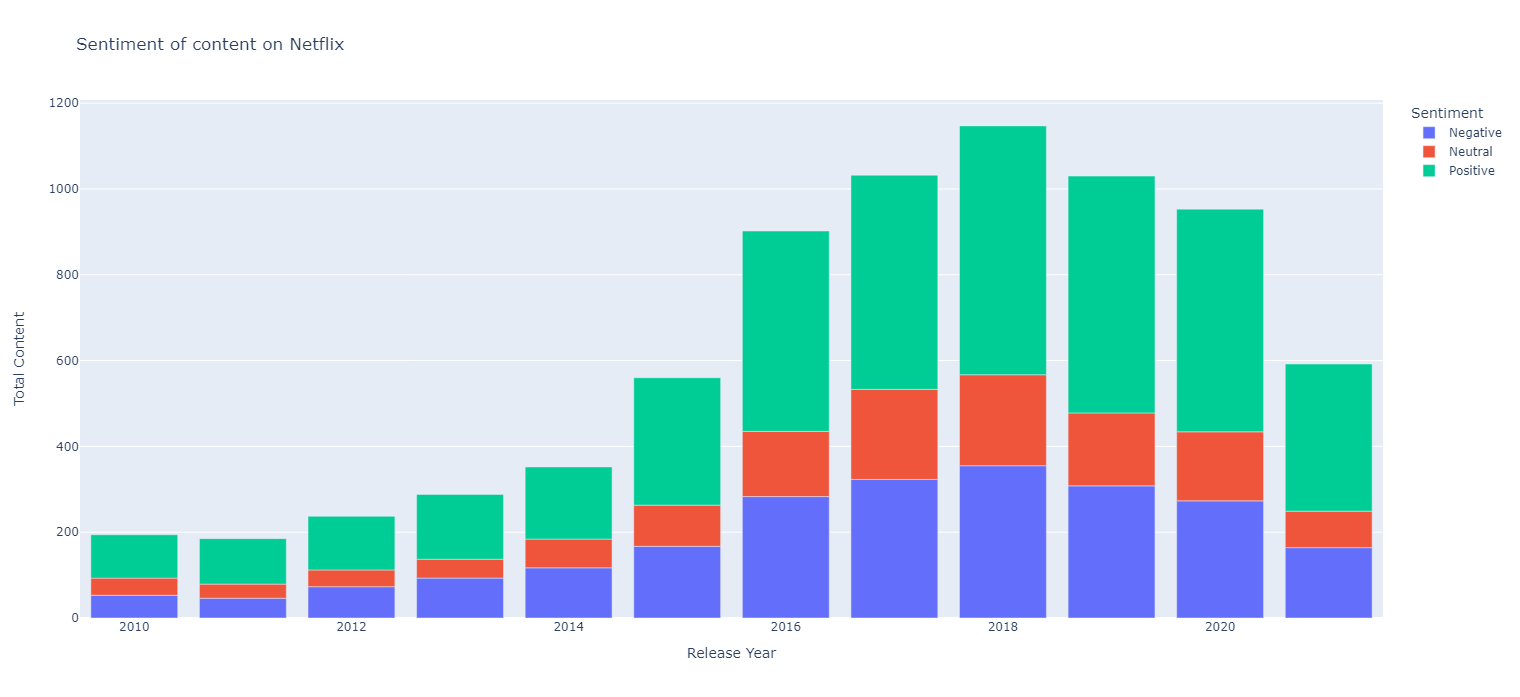 Sentiment of content on Netflix
Sentiment
Negative
Neutral
Positive
Total Content
1200
1000
800
600
400
200
0
2010 2012 2014 2016 2018 2020
Release Year